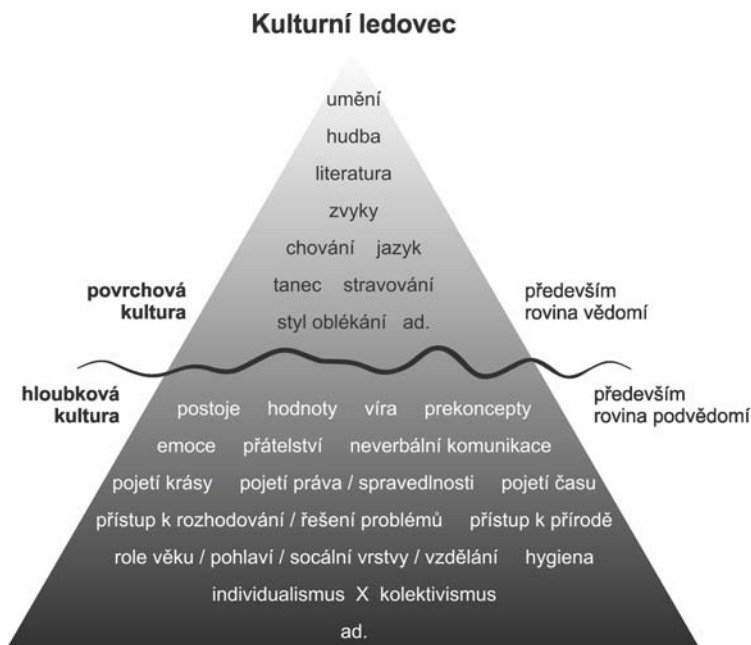 Kulturní ledovec
umění
hudba
literatura
zvyky
chování jazyk
tanec stravování
styl oblékání ad.
povrchová
kultura
především
rovina vědomí
hloubková
kultura
především
rovina podvědomí
postoje hodnoty víra prekoncepty
emoce přátelství neverbální komunikace
pojetí krásy pojetí práva / spravedlnosti pojetí času
přístup k rozhodování / řešení problémů přístup k přírodě
role věku / pohlaví / socální vrstvy / vzdělání hygiena
individualismus X kolektivismus
ad.